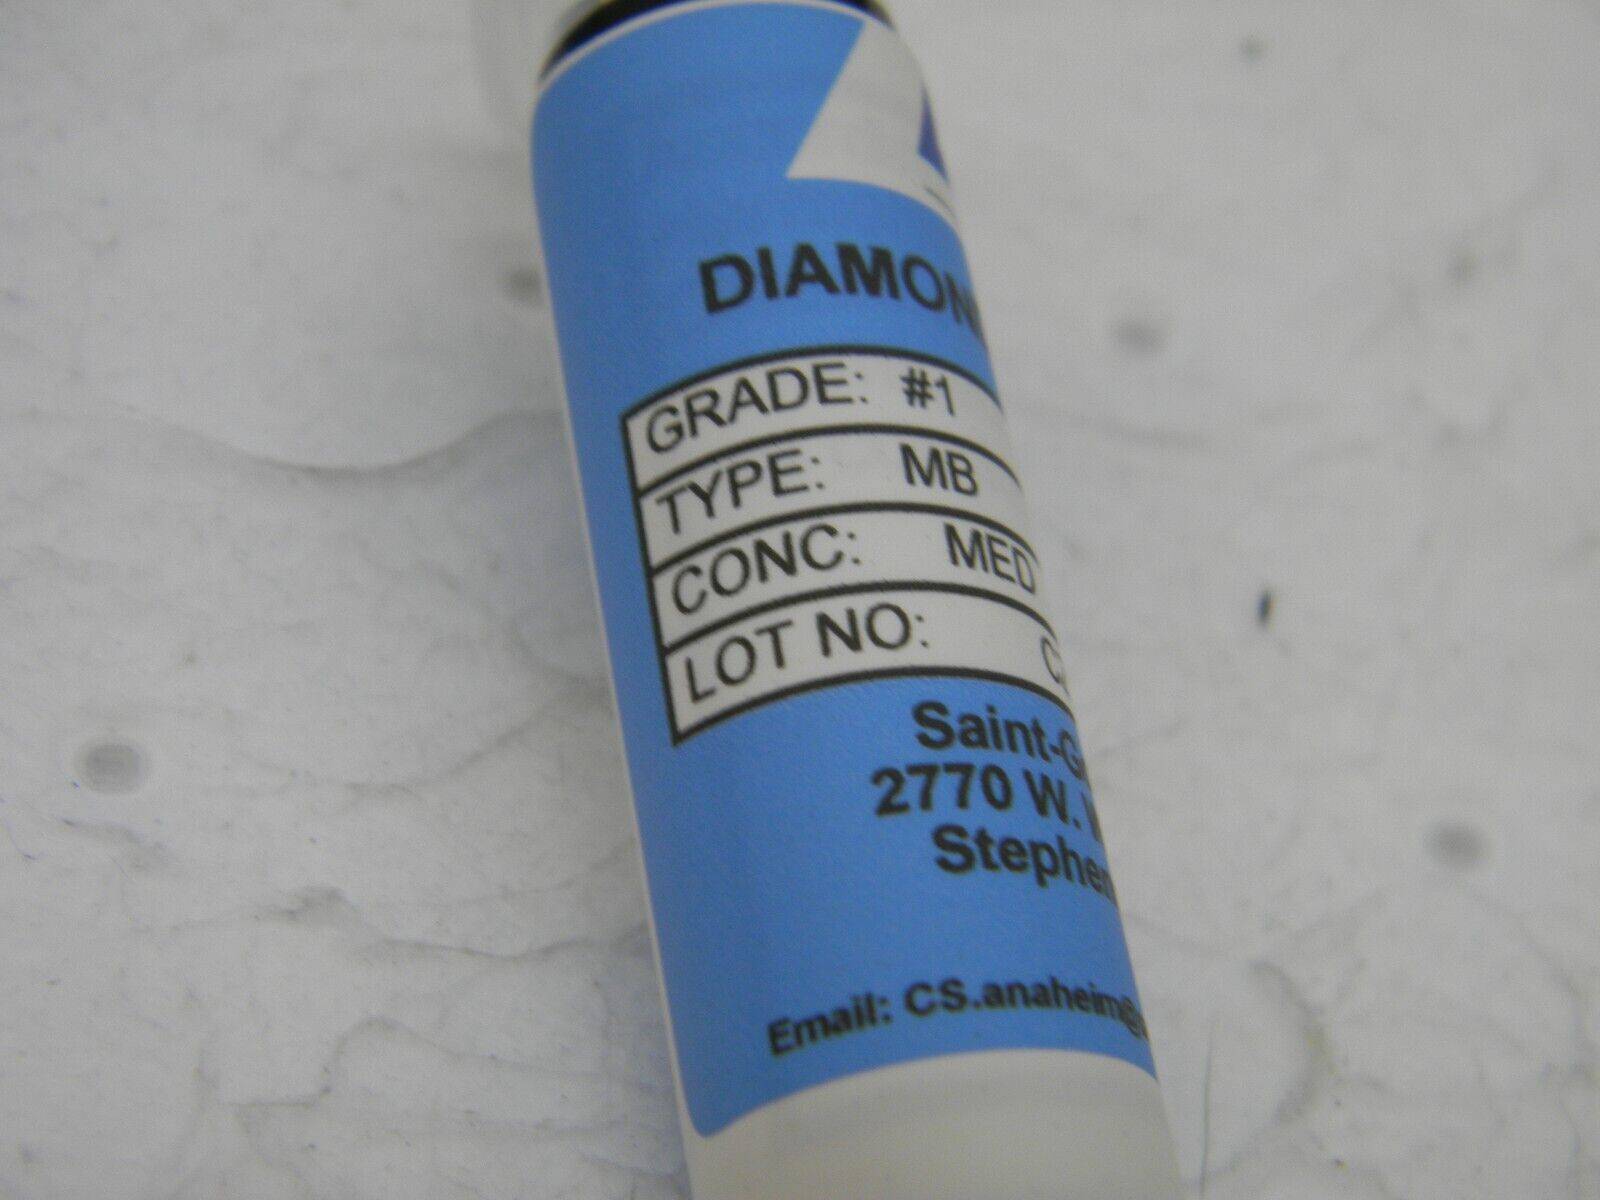 DIAMON
GRADE: #1
TYPE: MB
CONC: MED
LOT NO: C
Saint-G
2770 W. W
Stephen
Email: CS.anaheim@